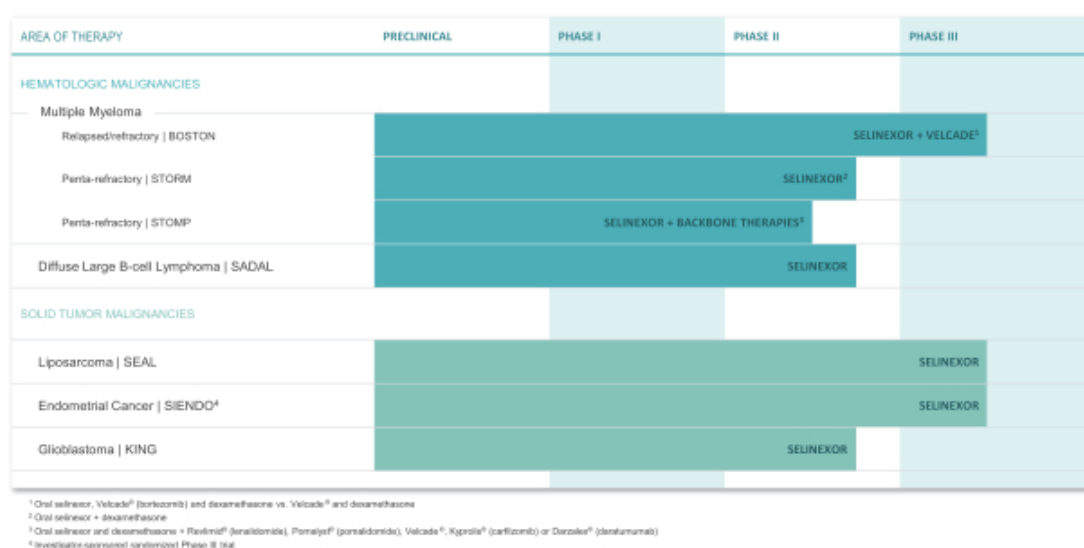 AREA OF THERAPY PRECLINICAL PHASE I PHASE II PHASE III
HEMATOLOGIC MALIGNANCIES
Multiple Myeloma
Relapsed/refractory | BOSTON SELINEXOR + VELCADE¹
Penta-refractory | STORM SELINEXOR²
Penta-refractory | STOMP SELINEXOR + BACKBONE THERAPIES³
Diffuse Large B-cell Lymphoma | SADAL SELINEXOR
SOLID TUMOR MALIGNANCIES
Liposarcoma | SEAL SELINEXOR
Endometrial Cancer | SIENDO⁴ SELINEXOR
Glioblastoma | KING SELINEXOR
¹ Oral selinexor, Velcade® (bortezomib) and dexamethasone vs. Velcade® and dexamethasone
² Oral selinexor + dexamethasone
³ Oral selinexor and dexamethasone + Revlimid® (lenalidomide), Pomalyst® (pomalidomide), Velcade®, Kyprolis® (carfilzomib) or Darzalex® (daratumumab)
⁴ Investigator-sponsored randomized Phase III trial